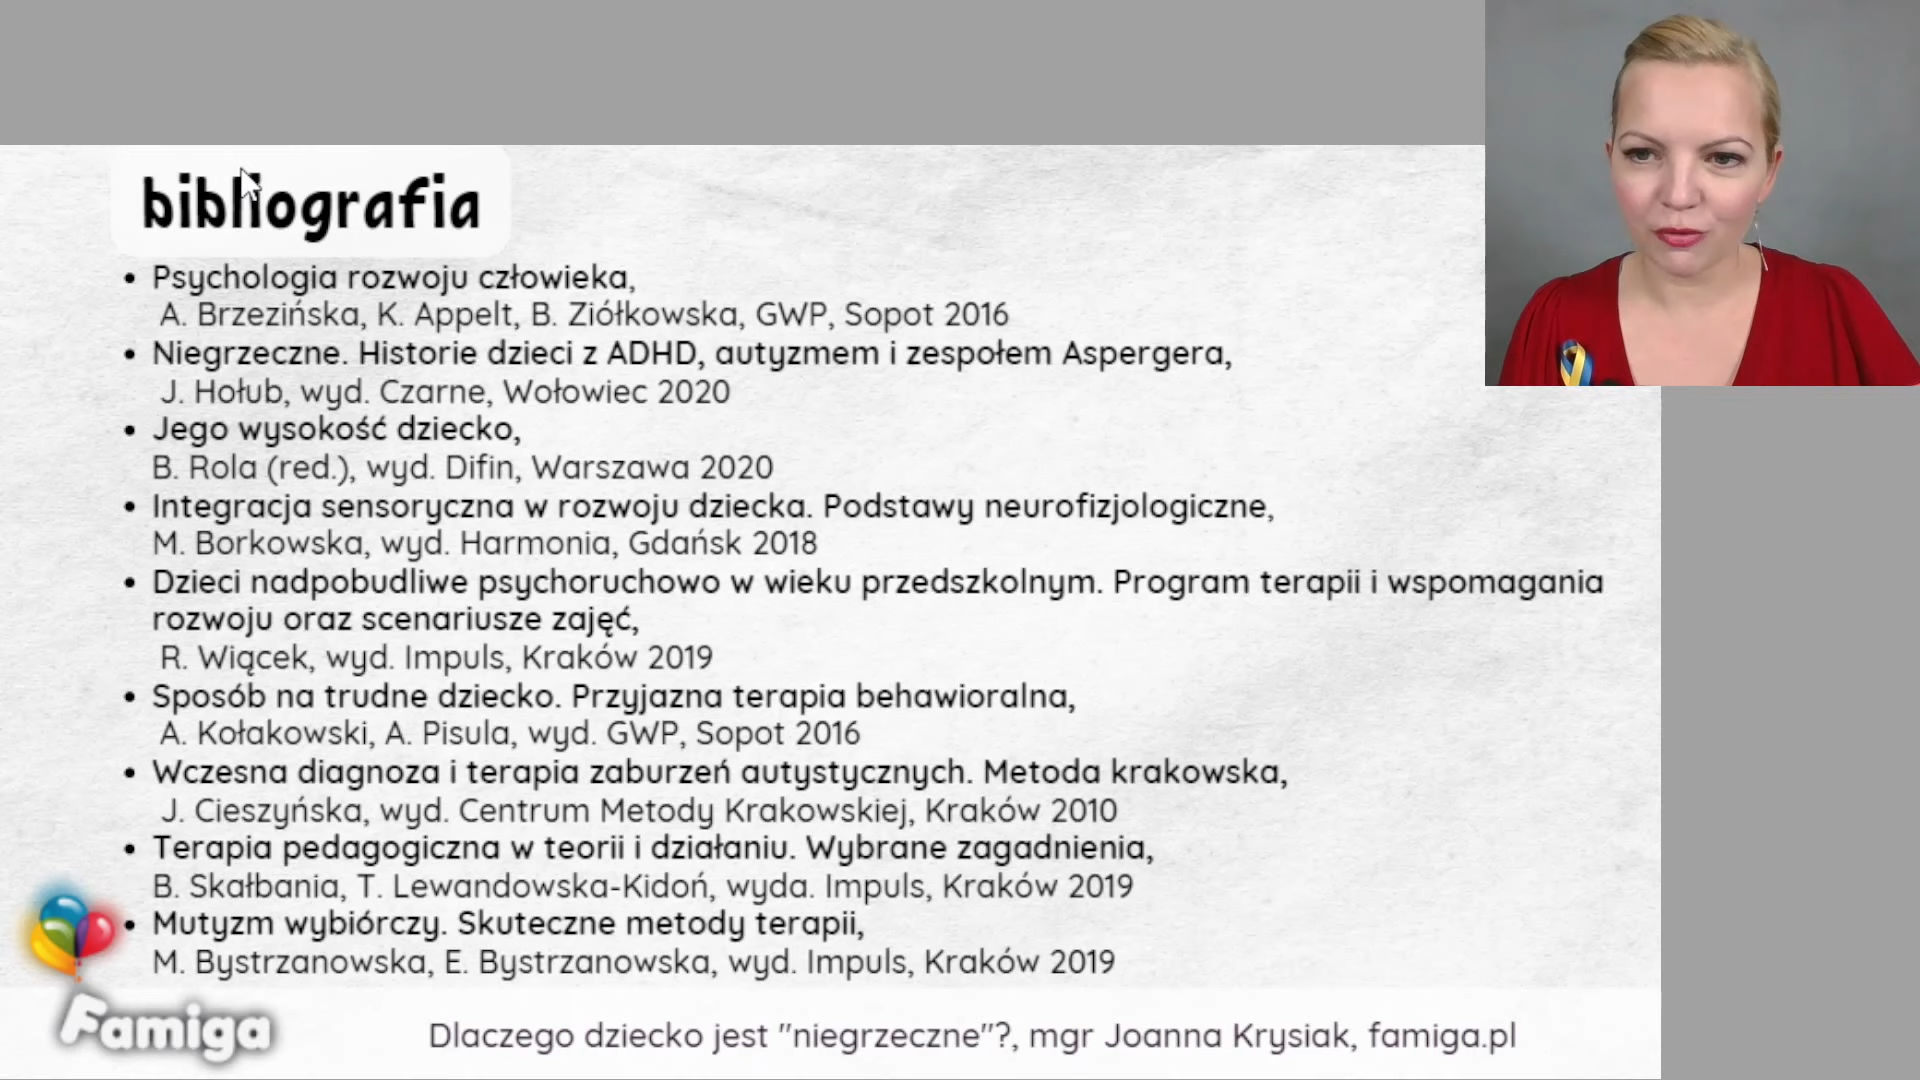 bibliografia
• Psychologia rozwoju człowieka,
A. Brzezińska, K. Appelt, B. Ziółkowska, GWP, Sopot 2016
• Niegrzeczne. Historie dzieci z ADHD, autyzmem i zespołem Aspergera,
J. Hołub, wyd. Czarne, Wołowiec 2020
• Jego wysokość dziecko,
B. Rola (red.), wyd. Difin, Warszawa 2020
• Integracja sensoryczna w rozwoju dziecka. Podstawy neurofizjologiczne,
M. Borkowska, wyd. Harmonia, Gdańsk 2018
• Dzieci nadpobudliwe psychoruchowo w wieku przedszkolnym. Program terapii i wspomagania
rozwoju oraz scenariusze zajęć,
R. Wiącek, wyd. Impuls, Kraków 2019
• Sposób na trudne dziecko. Przyjazna terapia behawioralna,
A. Kołakowski, A. Pisula, wyd. GWP, Sopot 2016
• Wczesna diagnoza i terapia zaburzeń autystycznych. Metoda krakowska,
J. Cieszyńska, wyd. Centrum Metody Krakowskiej, Kraków 2010
• Terapia pedagogiczna w teorii i działaniu. Wybrane zagadnienia,
B. Skałbania, T. Lewandowska-Kidoń, wyda. Impuls, Kraków 2019
• Mutyzm wybiórczy. Skuteczne metody terapii,
M. Bystrzanowska, E. Bystrzanowska, wyd. Impuls, Kraków 2019
Famiga
Dlaczego dziecko jest "niegrzeczne"?, mgr Joanna Krysiak, famiga.pl